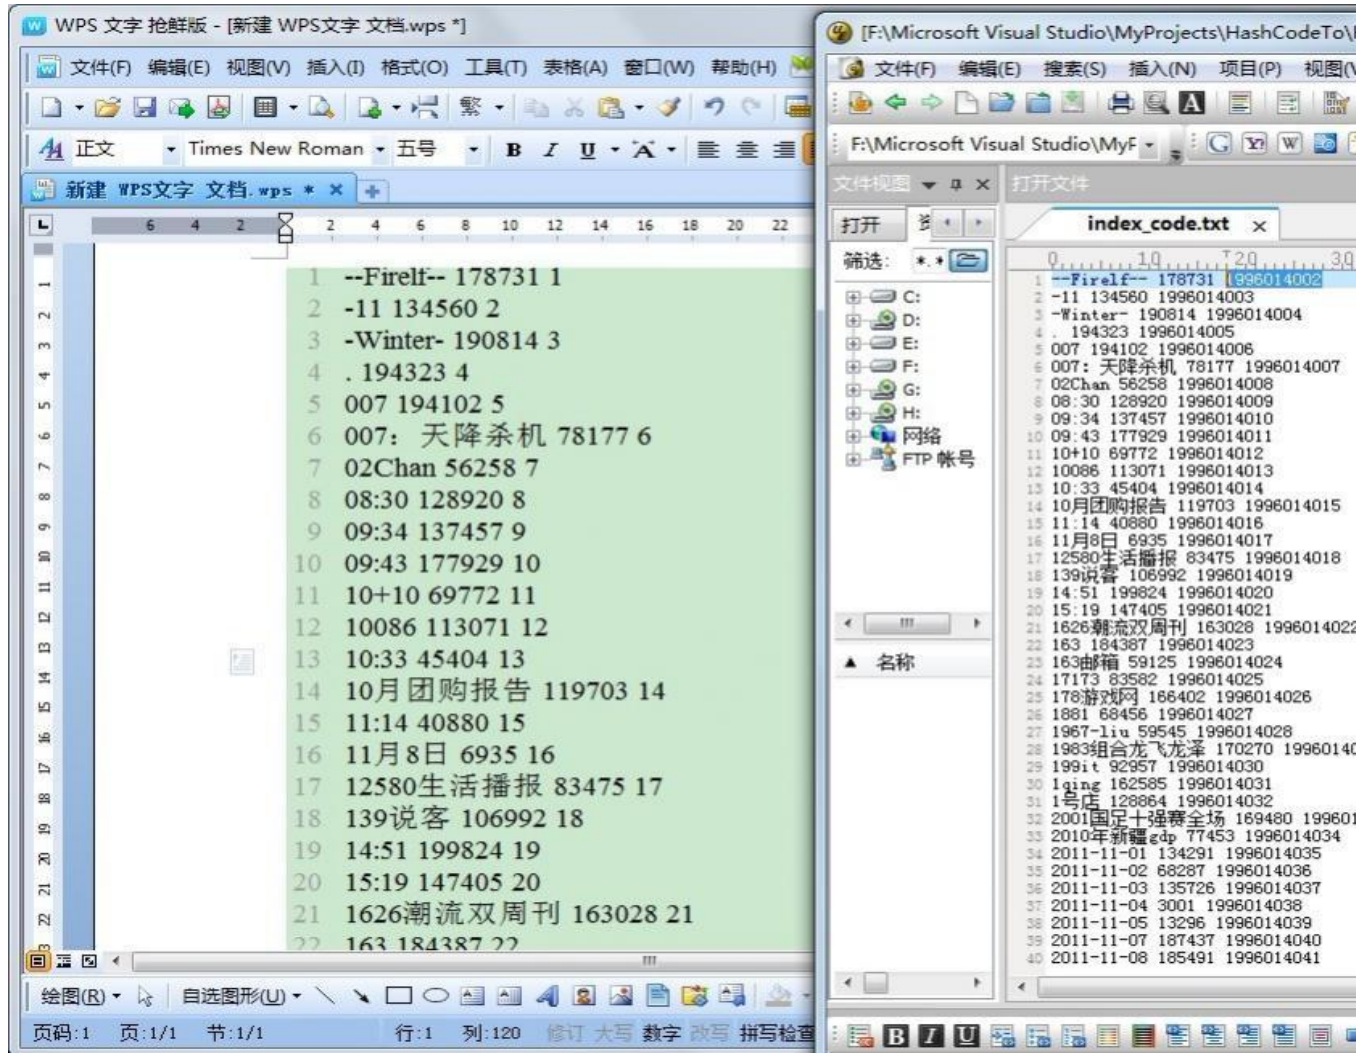 WPS 文字 抢鲜版 - [新建 WPS文字 文档.wps *]
文件(F) 编辑(E) 视图(V) 插入(I) 格式(O) 工具(T) 表格(A) 窗口(W) 帮助(H)
繁
正文 Times New Roman 五号 B I U A
新建 WPS文字 文档.wps * × +
L 6 4 2 2 4 6 8 10 12 14 16 18 20 22
1 --Firelf-- 178731 1
2 -11 134560 2
3 -Winter- 190814 3
4 . 194323 4
5 007 194102 5
6 007：天降杀机 78177 6
7 02Chan 56258 7
8 08:30 128920 8
9 09:34 137457 9
10 09:43 177929 10
11 10+10 69772 11
12 10086 113071 12
13 10:33 45404 13
14 10月团购报告 119703 14
15 11:14 40880 15
16 11月8日 6935 16
17 12580生活播报 83475 17
18 139说客 106992 18
19 14:51 199824 19
20 15:19 147405 20
21 1626潮流双周刊 163028 21
22 163 184387 22
绘图(R) 自选图形(U)
页码:1 页:1/1 节:1/1 行:1 列:120 修订 大写 数字 改写 拼写检查
[F:\Microsoft Visual Studio\MyProjects\HashCodeTo\
文件(F) 编辑(E) 搜索(S) 插入(N) 项目(P) 视图(V
F:\Microsoft Visual Studio\MyF
文件视图 打开文件
打开 资
index_code.txt ×
筛选: *.*
C:
D:
E:
F:
G:
H:
网络
FTP 帐号
名称
0 10 20 30
1 --Firelf-- 178731 1996014002
2 -11 134560 1996014003
3 -Winter- 190814 1996014004
4 . 194323 1996014005
5 007 194102 1996014006
6 007：天降杀机 78177 1996014007
7 02Chan 56258 1996014008
8 08:30 128920 1996014009
9 09:34 137457 1996014010
10 09:43 177929 1996014011
11 10+10 69772 1996014012
12 10086 113071 1996014013
13 10:33 45404 1996014014
14 10月团购报告 119703 1996014015
15 11:14 40880 1996014016
16 11月8日 6935 1996014017
17 12580生活播报 83475 1996014018
18 139说客 106992 1996014019
19 14:51 199824 1996014020
20 15:19 147405 1996014021
21 1626潮流双周刊 163028 1996014022
22 163 184387 1996014023
23 163邮箱 59125 1996014024
24 17173 83582 1996014025
25 178游戏网 166402 1996014026
26 1881 68456 1996014027
27 1967-liu 59545 1996014028
28 1983组合龙飞龙泽 170270 19960140
29 199it 92957 1996014030
30 1qing 162585 1996014031
31 1号店 128864 1996014032
32 2001国足十强赛全场 169480 199601
33 2010年新疆gdp 77453 1996014034
34 2011-11-01 134291 1996014035
35 2011-11-02 68287 1996014036
36 2011-11-03 135726 1996014037
37 2011-11-04 3001 1996014038
38 2011-11-05 13296 1996014039
39 2011-11-07 187437 1996014040
40 2011-11-08 185491 1996014041
B I U